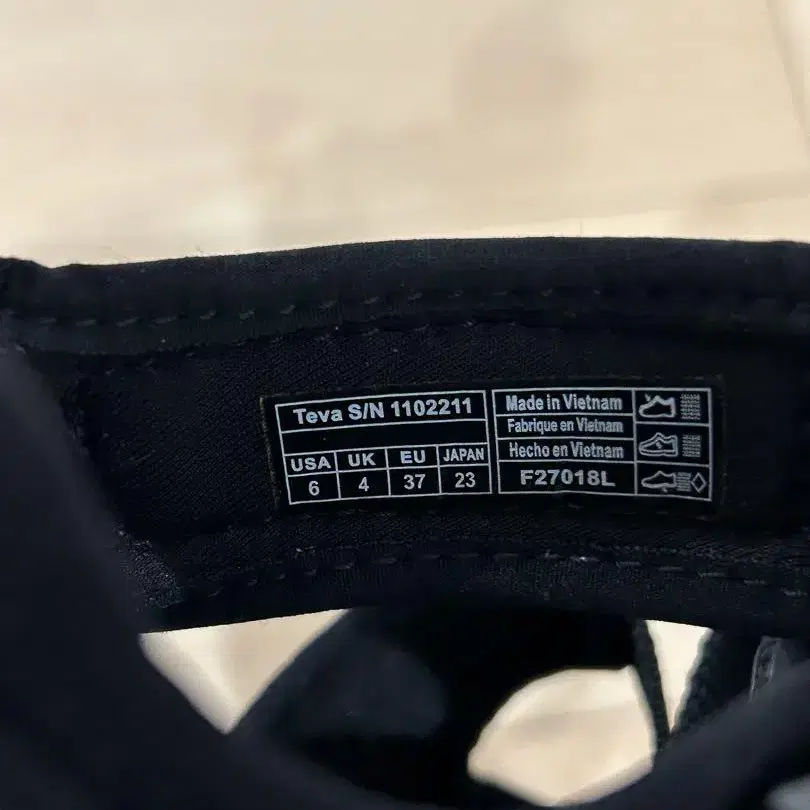 Teva S/N 1102211
USA UK EU JAPAN
6 4 37 23
Made in Vietnam
Fabrique en Vietnam
Hecho en Vietnam
F27018L